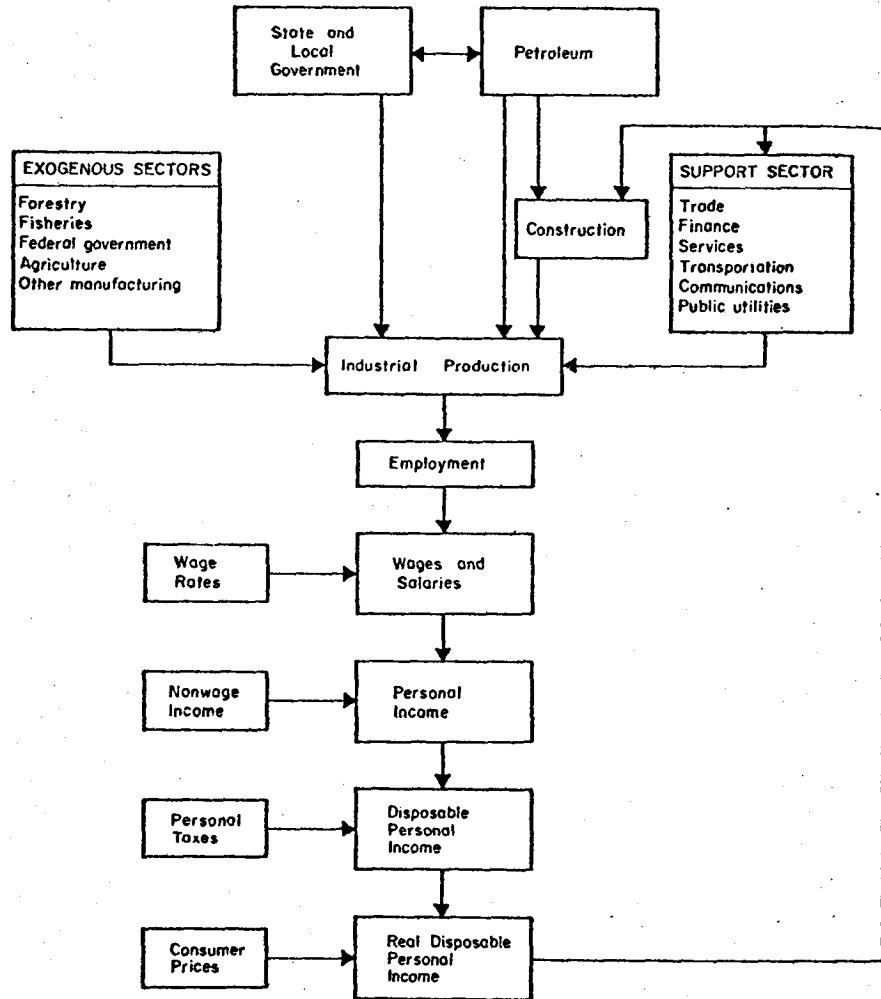 State and
Local
Government
Petroleum
EXOGENOUS SECTORS
Forestry
Fisheries
Federal government
Agriculture
Other manufacturing
Construction
SUPPORT SECTOR
Trade
Finance
Services
Transportation
Communications
Public utilities
Industrial Production
Employment
Wage
Rates
Wages and
Salaries
Nonwage
Income
Personal
Income
Personal
Taxes
Disposable
Personal
Income
Consumer
Prices
Real Disposable
Personal
Income